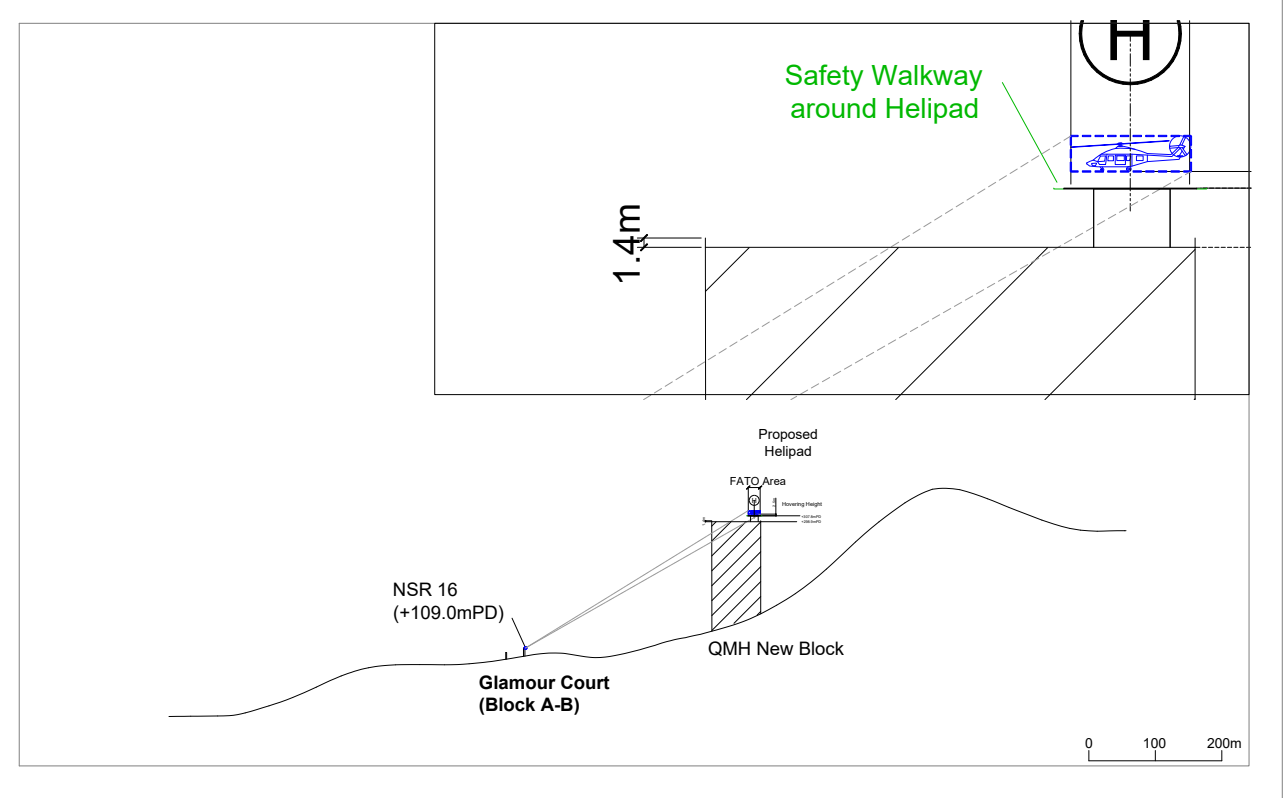 H
Safety Walkway
around Helipad
1.4m
Proposed
Helipad
FATO Area
H
Hovering Height
NSR 16
(+109.0mPD)
QMH New Block
Glamour Court
(Block A-B)
0 100 200m